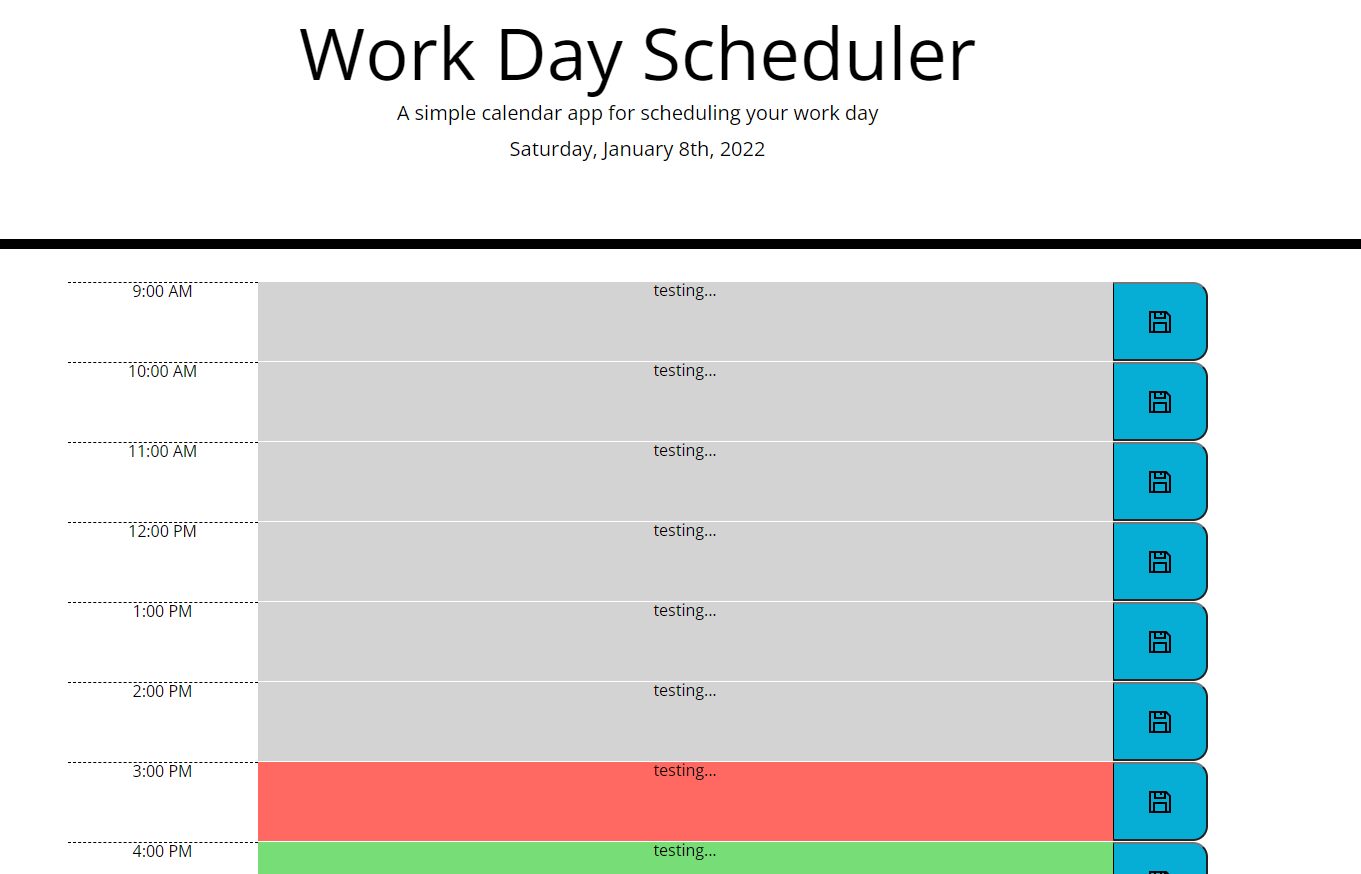 Work Day Scheduler
A simple calendar app for scheduling your work day
Saturday, January 8th, 2022
9:00 AM testing...
10:00 AM testing...
11:00 AM testing...
12:00 PM testing...
1:00 PM testing...
2:00 PM testing...
3:00 PM testing...
4:00 PM testing...